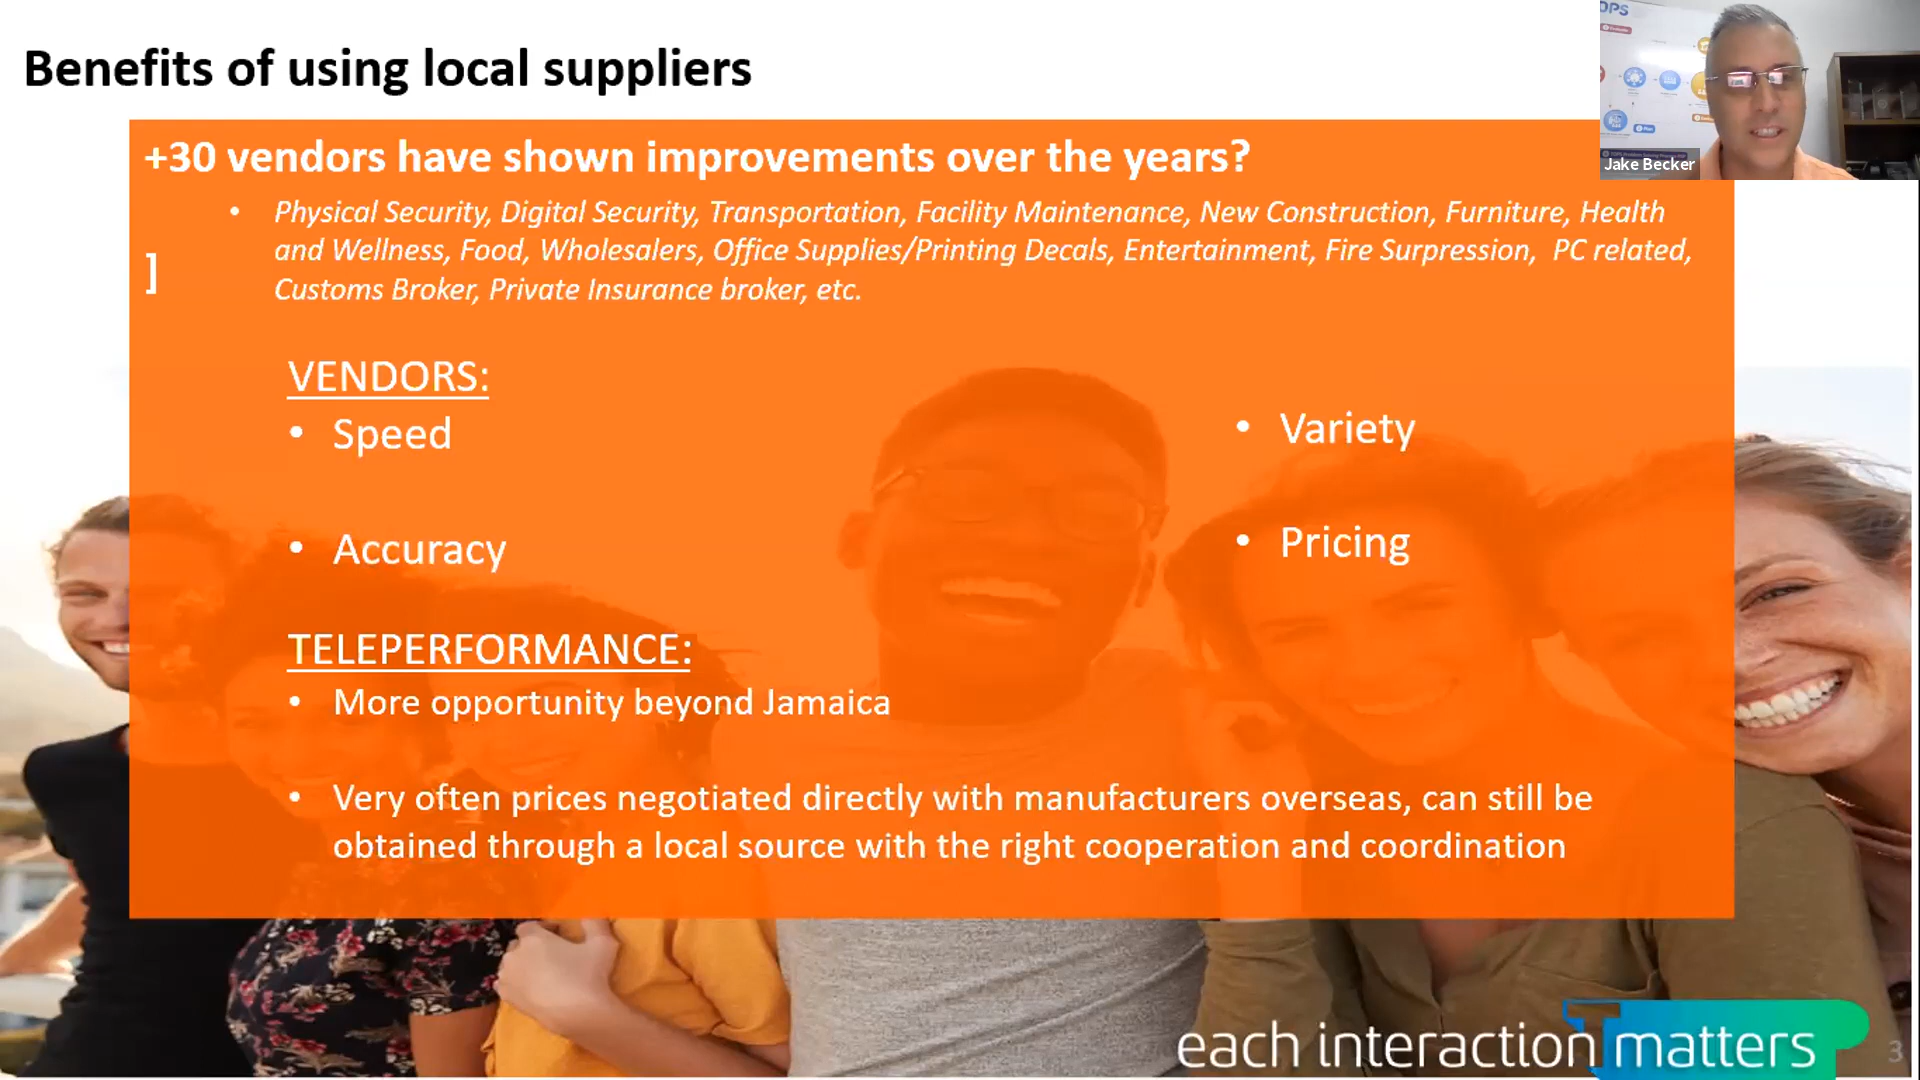 Benefits of using local suppliers
OPS
Jake Becker
+30 vendors have shown improvements over the years?
• Physical Security, Digital Security, Transportation, Facility Maintenance, New Construction, Furniture, Health
and Wellness, Food, Wholesalers, Office Supplies/Printing Decals, Entertainment, Fire Surpression, PC related,
]
Customs Broker, Private Insurance broker, etc.
VENDORS:
• Speed
• Variety
• Accuracy
• Pricing
TELEPERFORMANCE:
• More opportunity beyond Jamaica
• Very often prices negotiated directly with manufacturers overseas, can still be
obtained through a local source with the right cooperation and coordination
each interaction matters
3